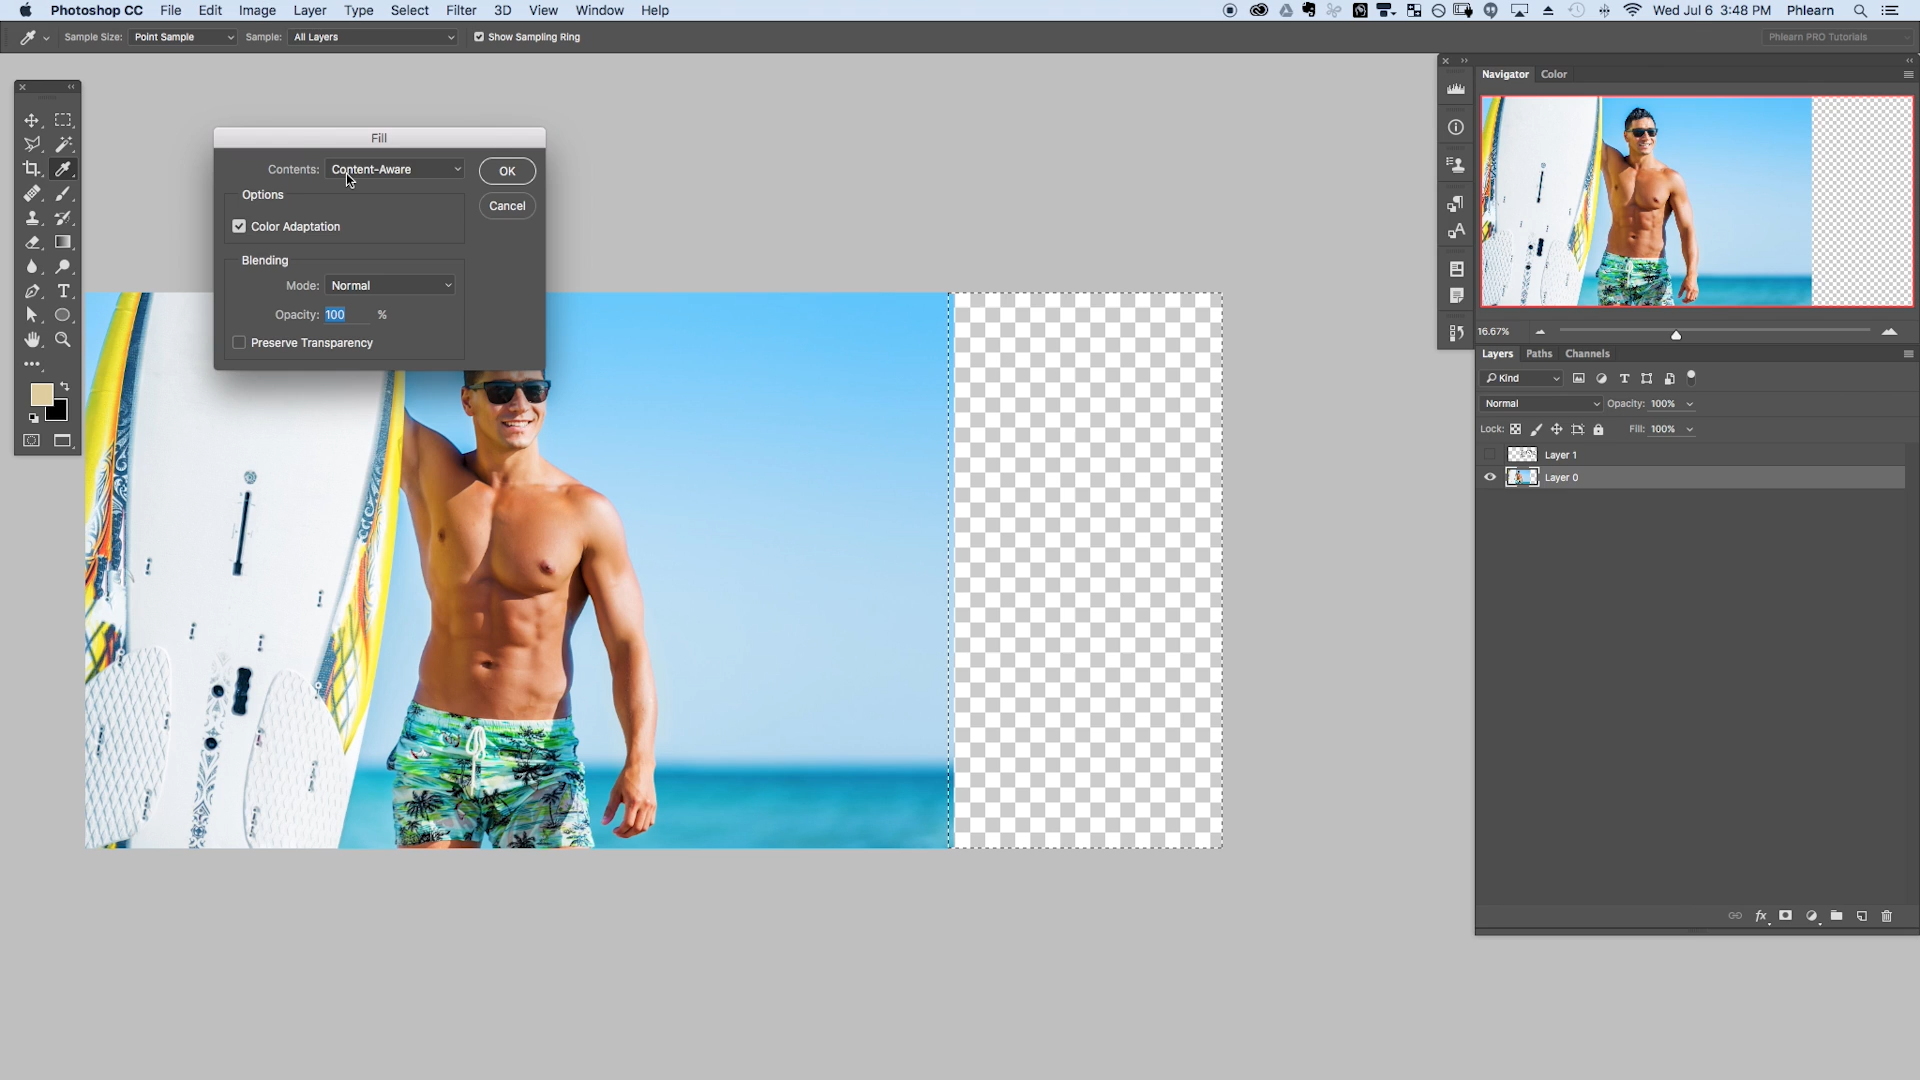 Photoshop CC File Edit Image Layer Type Select Filter 3D View Window Help Wed Jul 6 3:48 PM Phlearn
Sample Size: Point Sample Sample: All Layers Show Sampling Ring Phlearn PRO Tutorials
Fill
Contents: Content-Aware OK
Options
Cancel
Color Adaptation
Blending
Mode: Normal
Opacity: 100 %
Preserve Transparency
Navigator Color
16.67%
Layers Paths Channels
Kind
Normal Opacity: 100%
Lock: Fill: 100%
Layer 1
Layer 0
fx